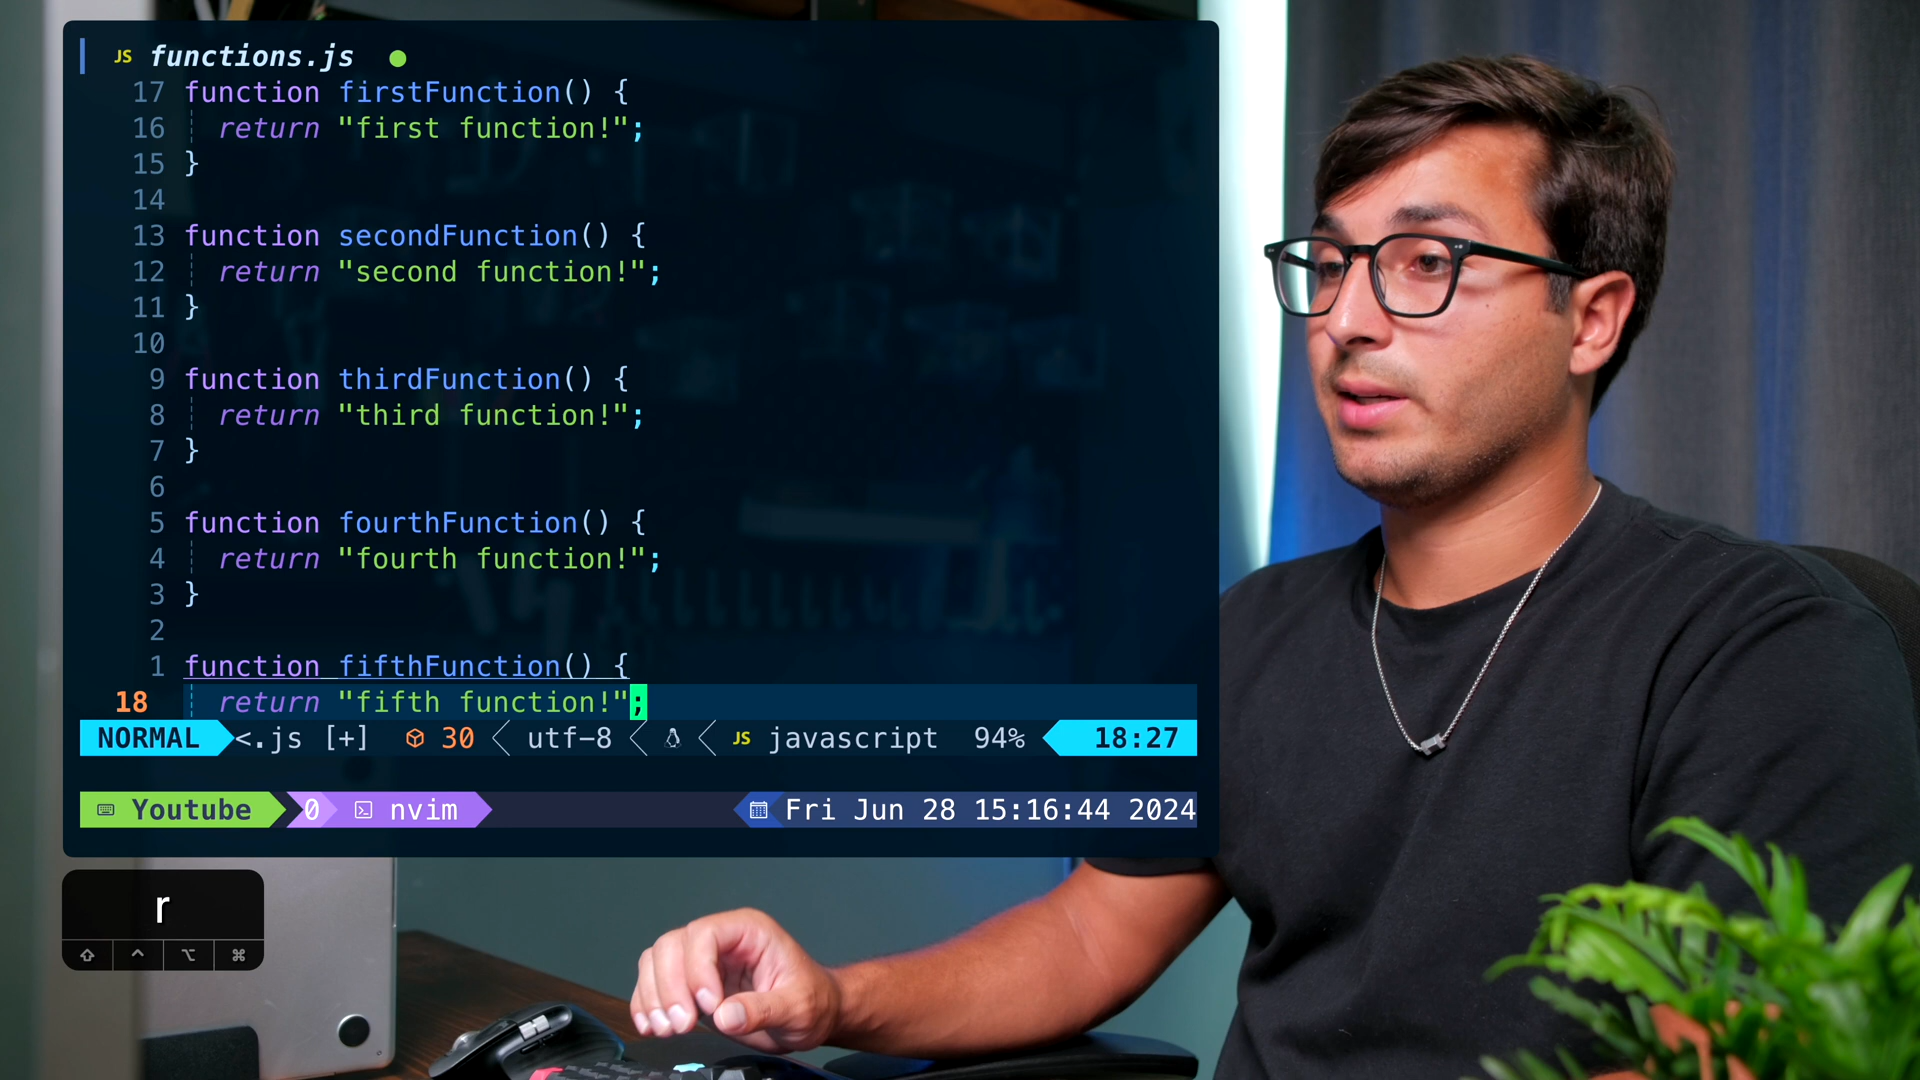 JS functions.js
17 function firstFunction() {
16 return "first function!";
15 }
14
13 function secondFunction() {
12 return "second function!";
11 }
10
9 function thirdFunction() {
8 return "third function!";
7 }
6
5 function fourthFunction() {
4 return "fourth function!";
3 }
2
1 function fifthFunction() {
18 return "fifth function!";
NORMAL <.js [+] 30 utf-8 JS javascript 94% 18:27
Youtube 0 nvim Fri Jun 28 15:16:44 2024
r